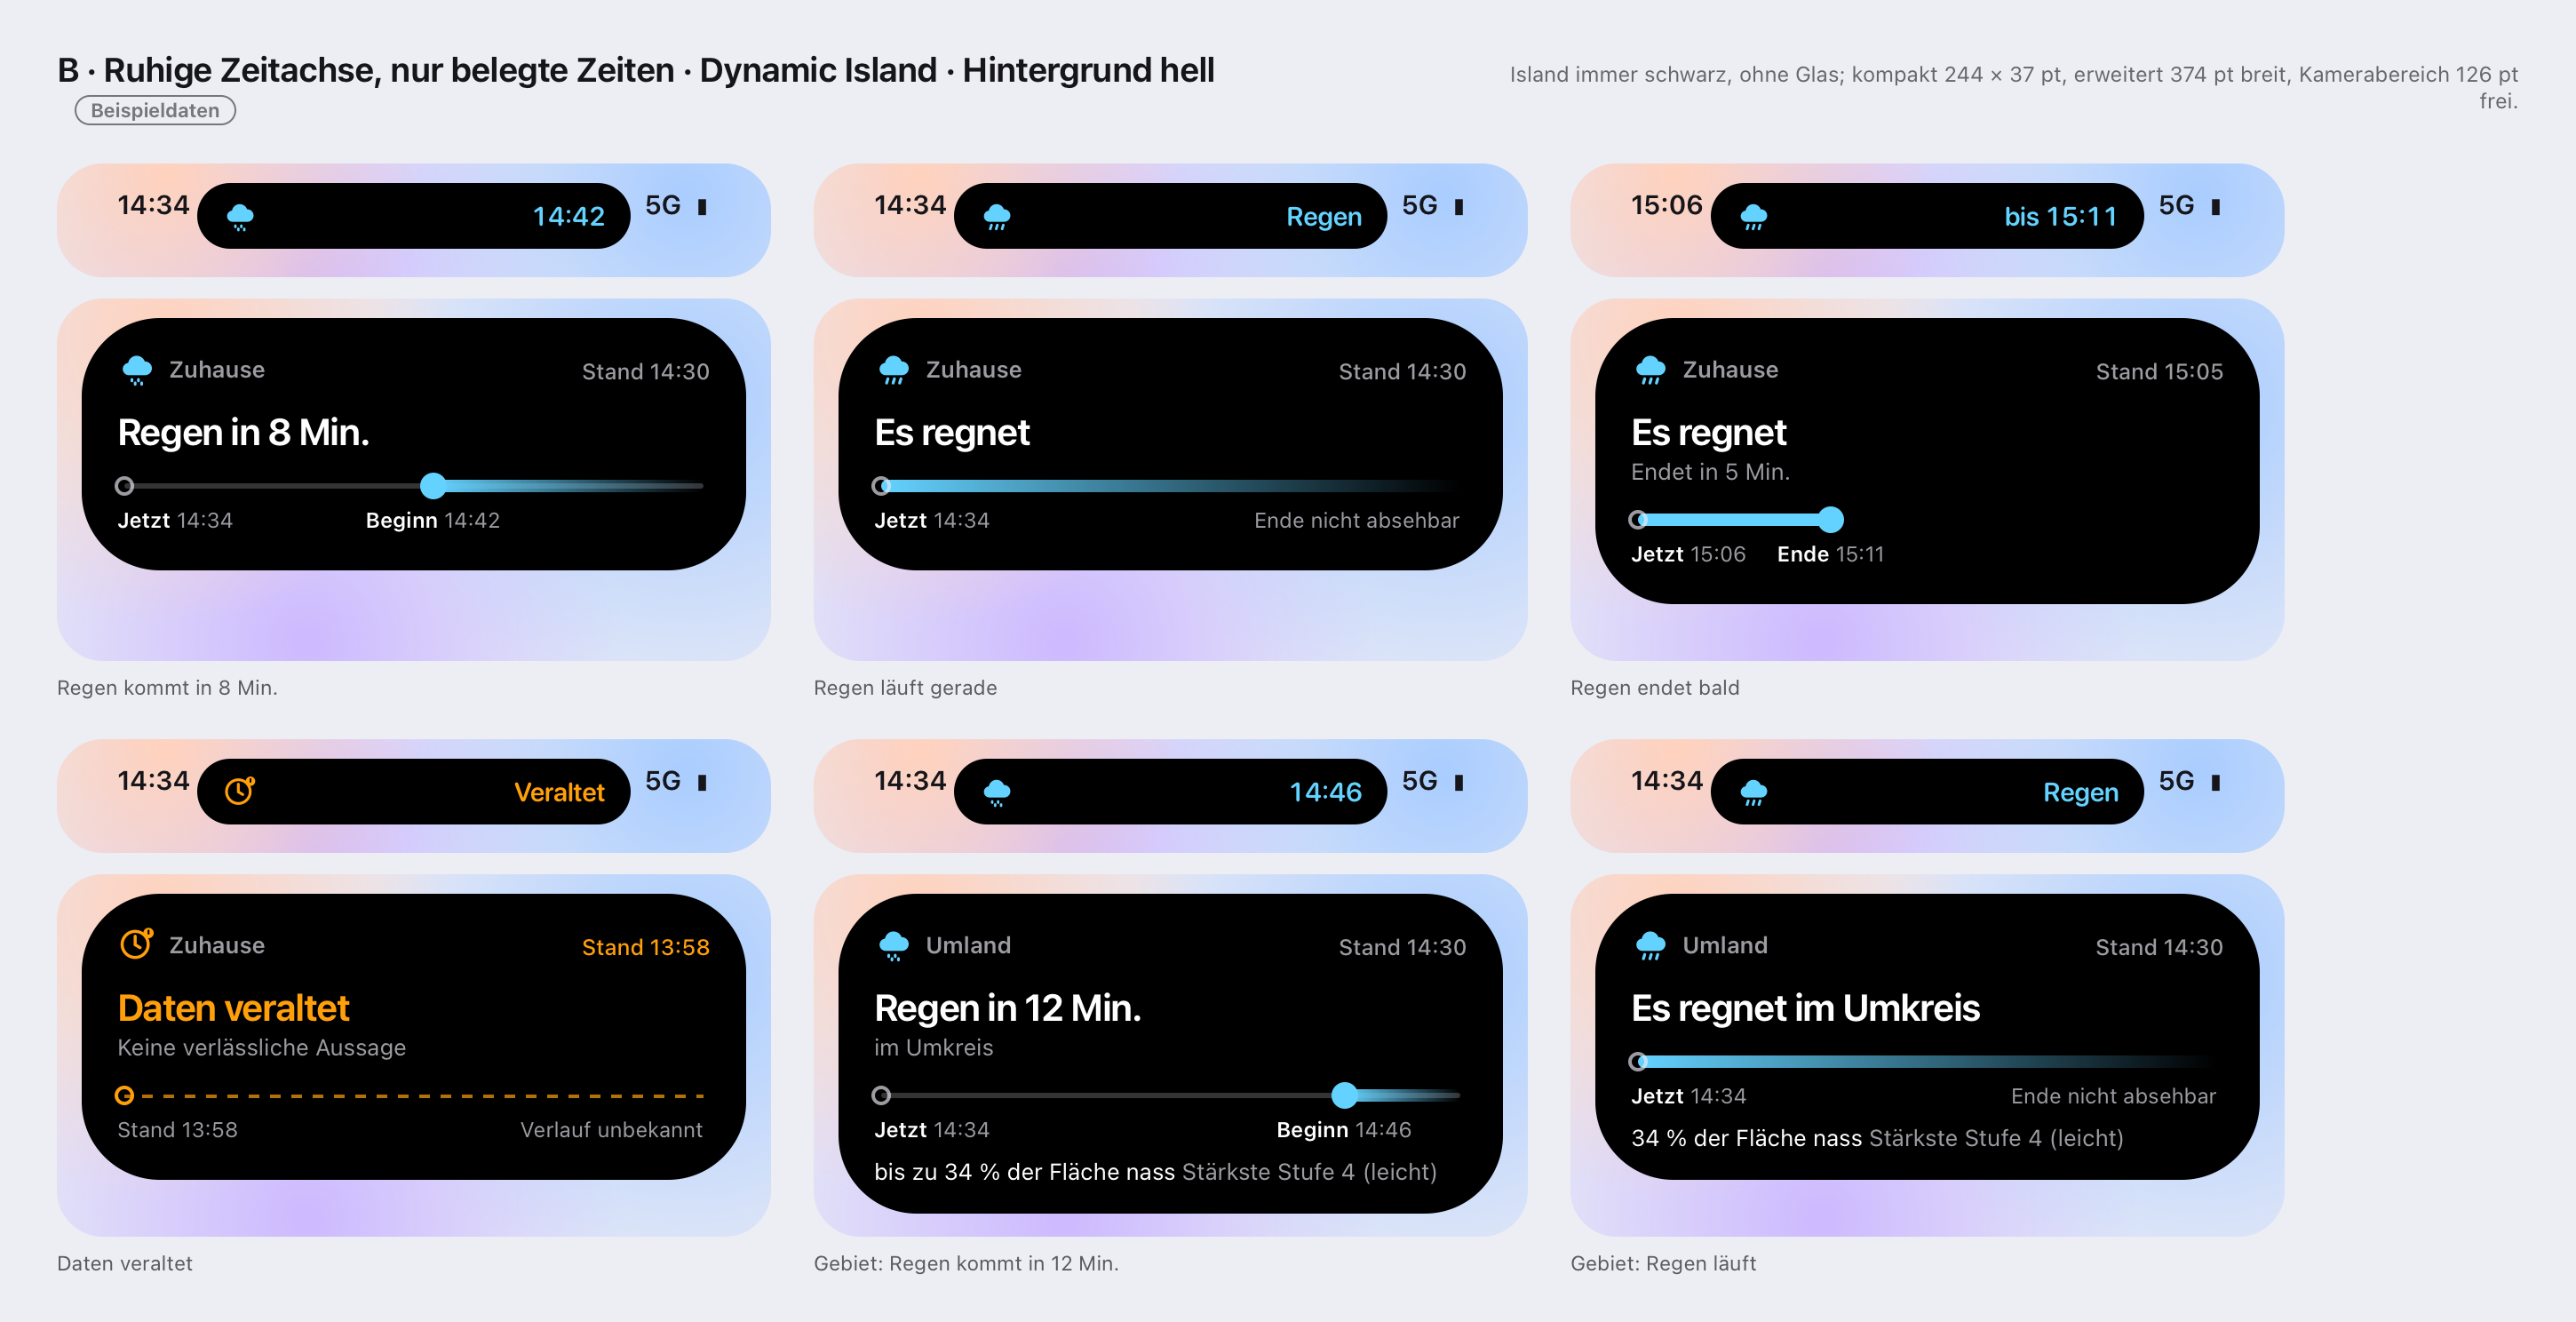 B · Ruhige Zeitachse, nur belegte Zeiten · Dynamic Island · Hintergrund hell
Beispieldaten
Island immer schwarz, ohne Glas; kompakt 244 × 37 pt, erweitert 374 pt breit, Kamerabereich 126 pt
frei.
14:34 14:42 5G
Zuhause Stand 14:30
Regen in 8 Min.
Jetzt 14:34 Beginn 14:42
Regen kommt in 8 Min.
14:34 Regen 5G
Zuhause Stand 14:30
Es regnet
Jetzt 14:34 Ende nicht absehbar
Regen läuft gerade
15:06 bis 15:11 5G
Zuhause Stand 15:05
Es regnet
Endet in 5 Min.
Jetzt 15:06 Ende 15:11
Regen endet bald
14:34 Veraltet 5G
Zuhause Stand 13:58
Daten veraltet
Keine verlässliche Aussage
Stand 13:58 Verlauf unbekannt
Daten veraltet
14:34 14:46 5G
Umland Stand 14:30
Regen in 12 Min.
im Umkreis
Jetzt 14:34 Beginn 14:46
bis zu 34 % der Fläche nass Stärkste Stufe 4 (leicht)
Gebiet: Regen kommt in 12 Min.
14:34 Regen 5G
Umland Stand 14:30
Es regnet im Umkreis
Jetzt 14:34 Ende nicht absehbar
34 % der Fläche nass Stärkste Stufe 4 (leicht)
Gebiet: Regen läuft